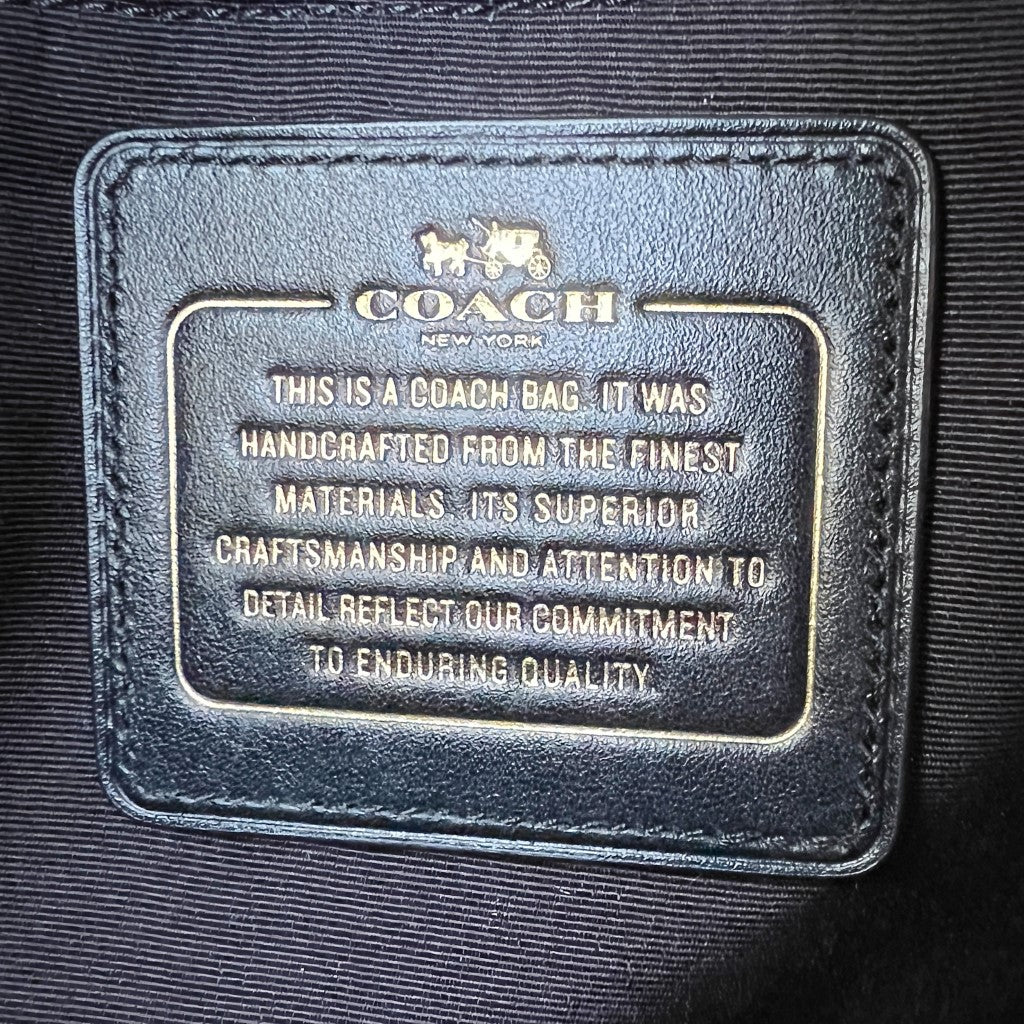 COACH
NEW YORK
THIS IS A COACH BAG. IT WAS
HANDCRAFTED FROM THE FINEST
MATERIALS. ITS SUPERIOR
CRAFTSMANSHIP AND ATTENTION TO
DETAIL REFLECT OUR COMMITMENT
TO ENDURING QUALITY.